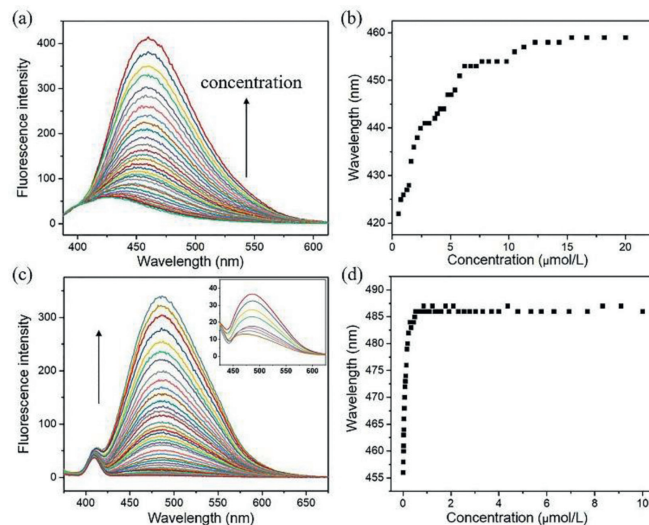 (a)
400
300
200
100
0
Fluorescence intensity
concentration
400 450 500 550 600
Wavelength (nm)
(b)
460
450
440
430
420
Wavelength (nm)
0 5 10 15 20
Concentration (μmol/L)
(c)
300
200
100
0
Fluorescence intensity
40
30
20
10
0
450 500 550 600
400 450 500 550 600 650
Wavelength (nm)
(d)
490
485
480
475
470
465
460
455
Wavelength (nm)
0 2 4 6 8 10
Concentration (μmol/L)